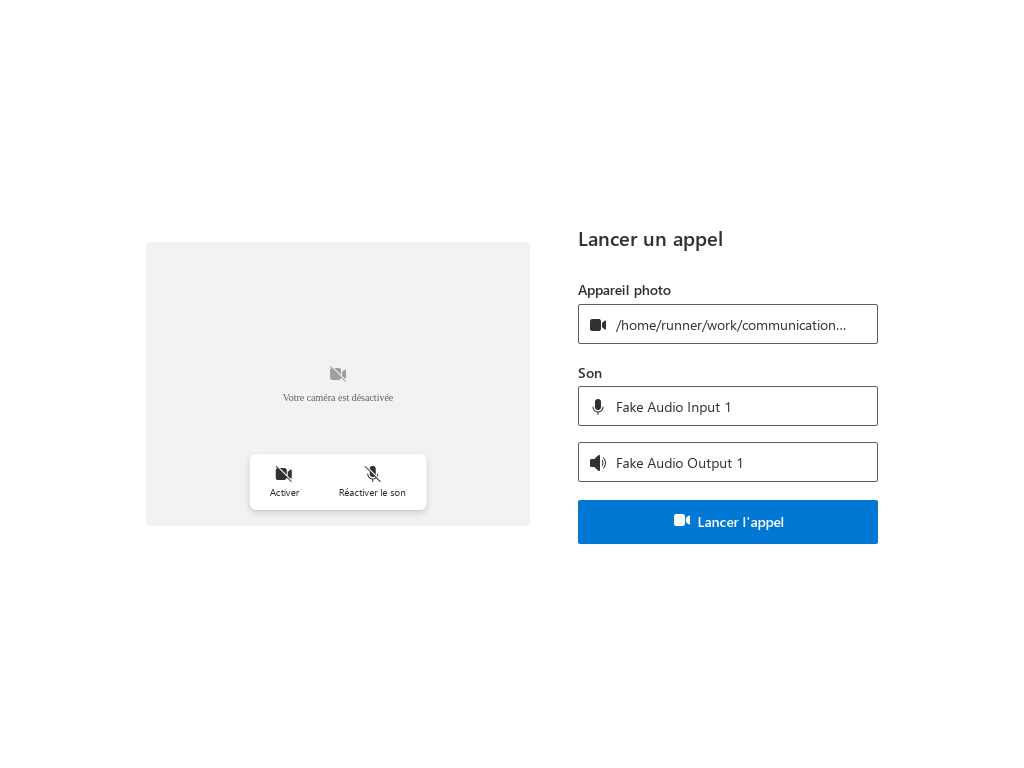 Lancer un appel
Appareil photo
/home/runner/work/communication...
Son
Fake Audio Input 1
Fake Audio Output 1
Lancer l'appel
Votre caméra est désactivée
Activer
Réactiver le son